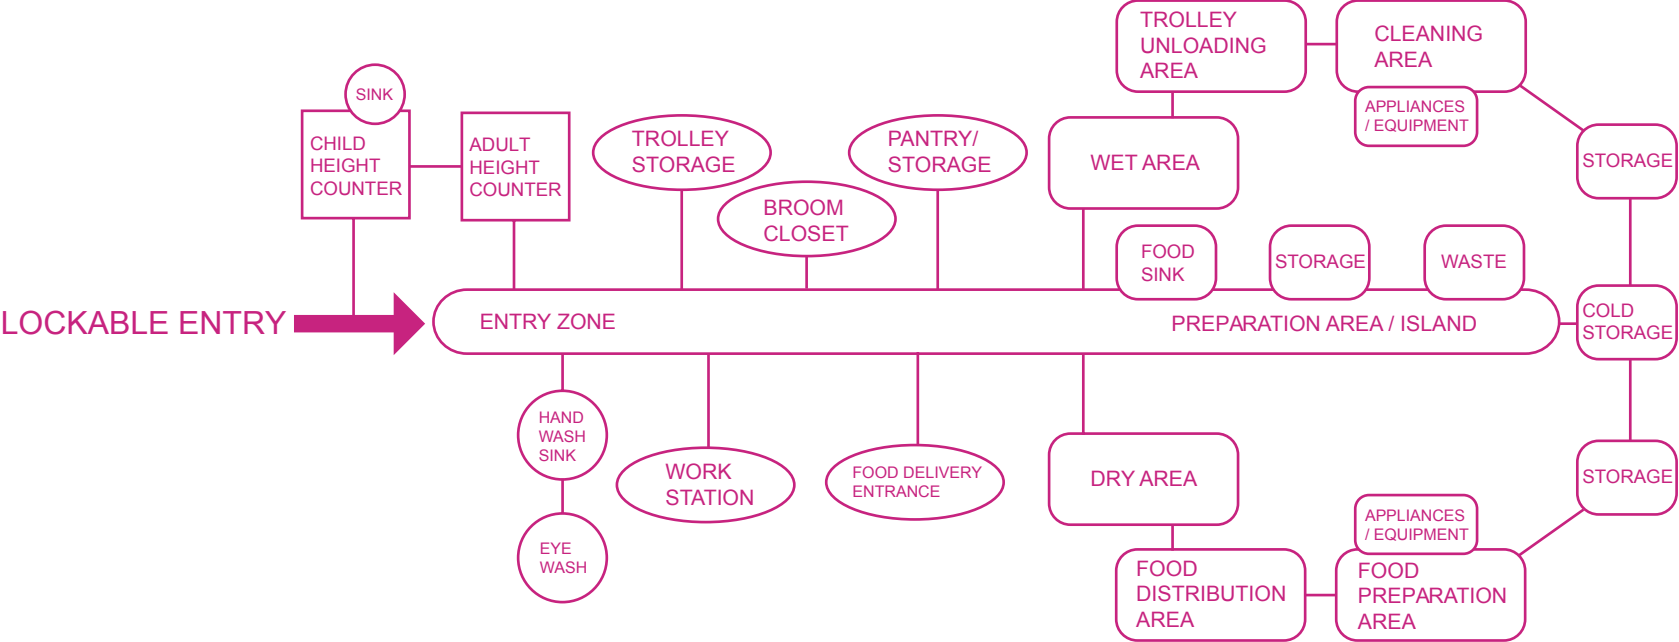 TROLLEY
UNLOADING
AREA
CLEANING
AREA
APPLIANCES
/ EQUIPMENT
SINK
CHILD
HEIGHT
COUNTER
ADULT
HEIGHT
COUNTER
TROLLEY
STORAGE
BROOM
CLOSET
PANTRY/
STORAGE
WET AREA
STORAGE
FOOD
SINK
STORAGE
WASTE
LOCKABLE ENTRY
ENTRY ZONE
PREPARATION AREA / ISLAND
COLD
STORAGE
HAND
WASH
SINK
EYE
WASH
WORK
STATION
FOOD DELIVERY
ENTRANCE
DRY AREA
STORAGE
APPLIANCES
/ EQUIPMENT
FOOD
DISTRIBUTION
AREA
FOOD
PREPARATION
AREA